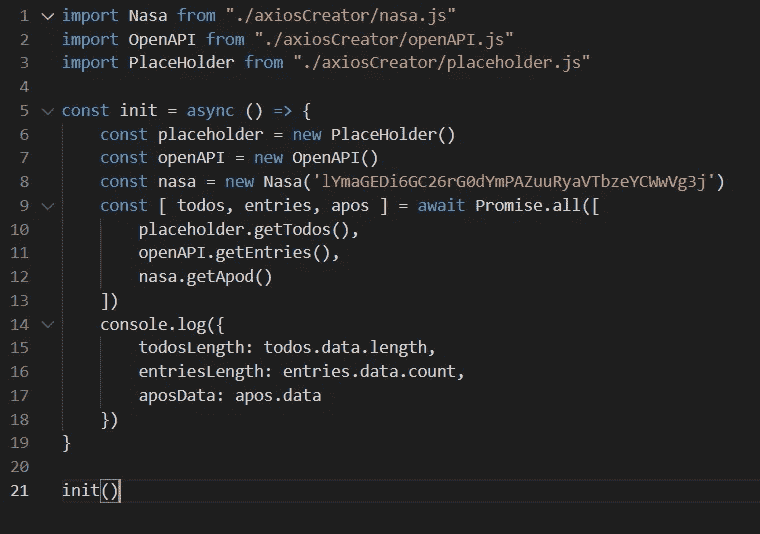 1 import Nasa from "./axiosCreator/nasa.js"
2 import OpenAPI from "./axiosCreator/openAPI.js"
3 import PlaceHolder from "./axiosCreator/placeholder.js"
4
5 const init = async () => {
6 const placeholder = new PlaceHolder()
7 const openAPI = new OpenAPI()
8 const nasa = new Nasa('lYmaGEDi6GC26rG0dYmPAZuuRyaVTbzeYCWwVg3j')
9 const [ todos, entries, apos ] = await Promise.all([
10 placeholder.getTodos(),
11 openAPI.getEntries(),
12 nasa.getApod()
13 ])
14 console.log({
15 todosLength: todos.data.length,
16 entriesLength: entries.data.count,
17 aposData: apos.data
18 })
19 }
20
21 init()